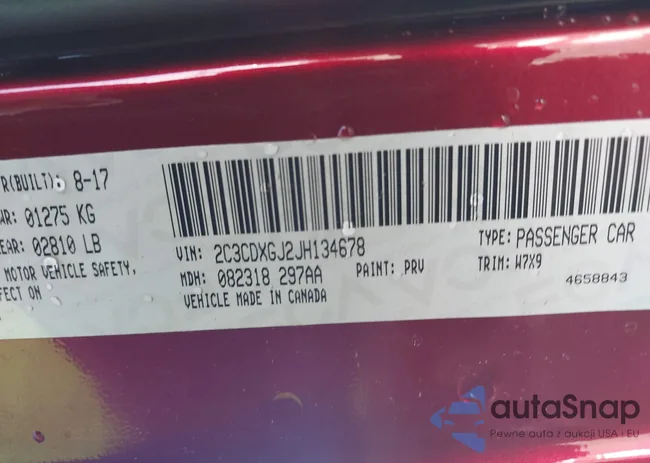 R(BUILT): 8-17
WR: 01275 KG
EAR: 02810 LB
MOTOR VEHICLE SAFETY,
FECT ON
VIN: 2C3CDXGJ2JH134678
TYPE: PASSENGER CAR
MDH: 082318 297AA
PAINT: PRV
TRIM: W7X9
VEHICLE MADE IN CANADA
4658843
autaSnap
Pewne auta z aukcji USA i EU